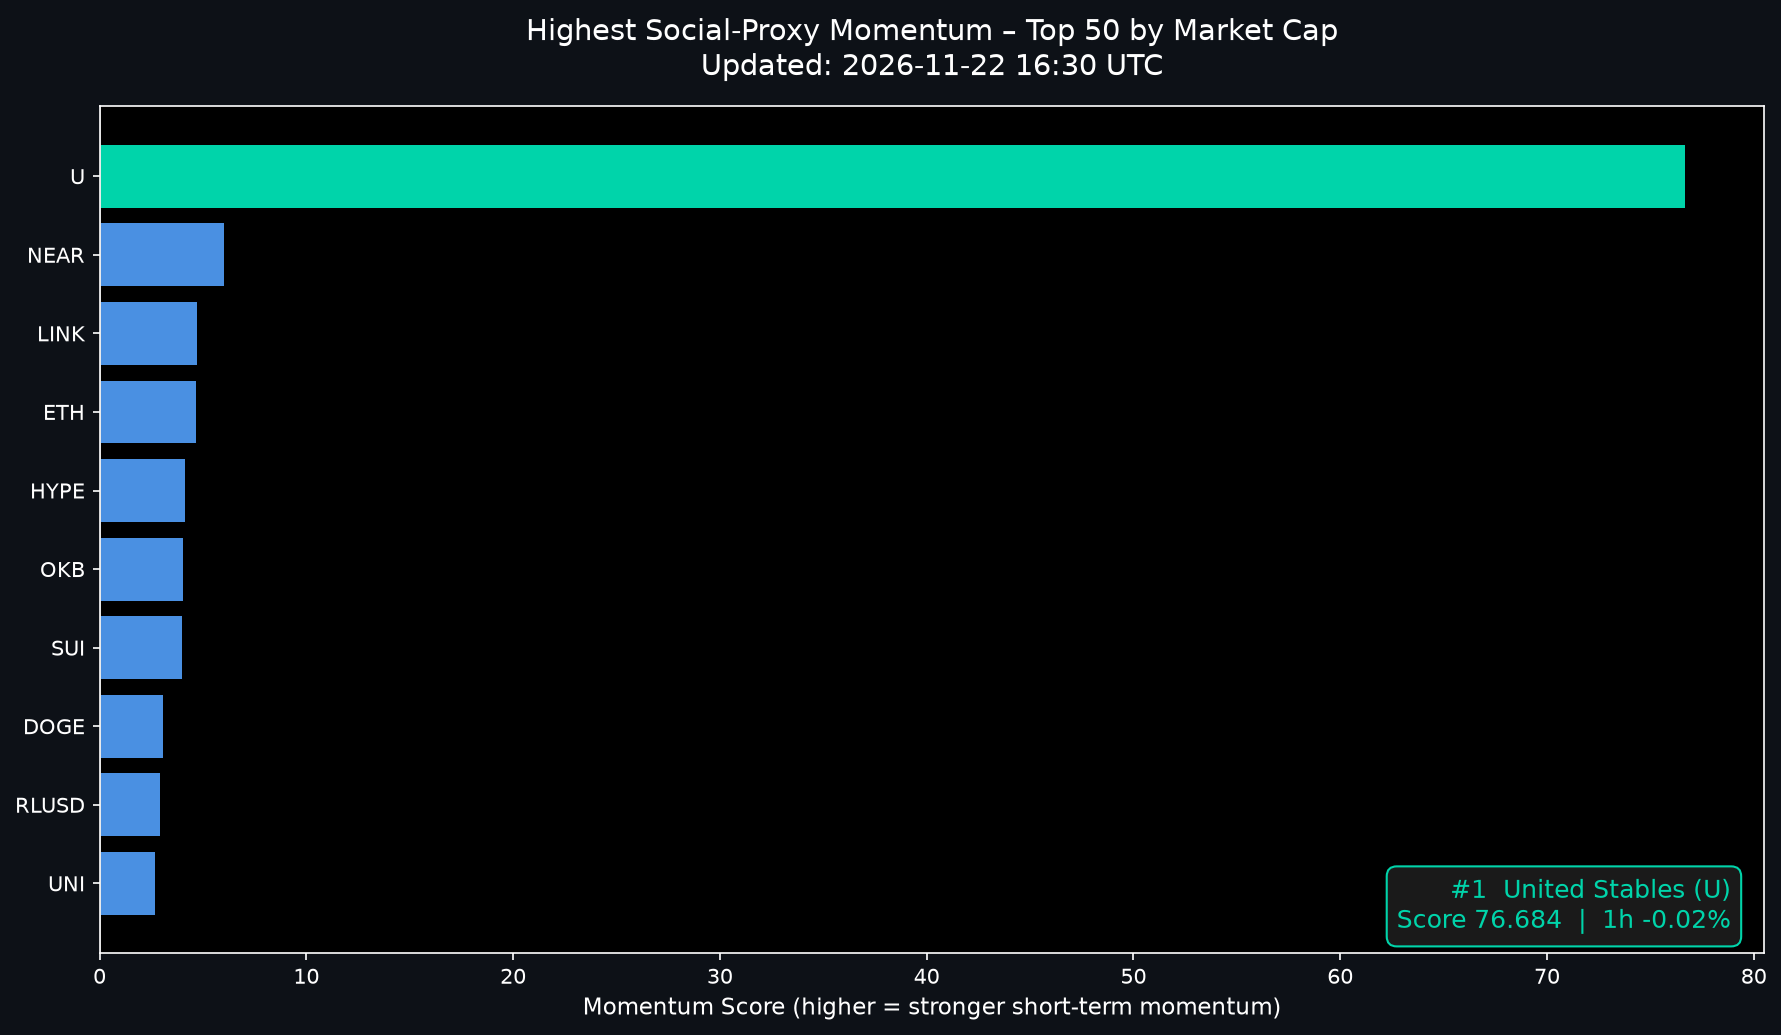 Highest Social-Proxy Momentum – Top 50 by Market Cap
Updated: 2026-11-22 16:30 UTC
U
NEAR
LINK
ETH
HYPE
OKB
SUI
DOGE
RLUSD
UNI
#1  United Stables (U)
Score 76.684  |  1h -0.02%
0 10 20 30 40 50 60 70 80
Momentum Score (higher = stronger short-term momentum)